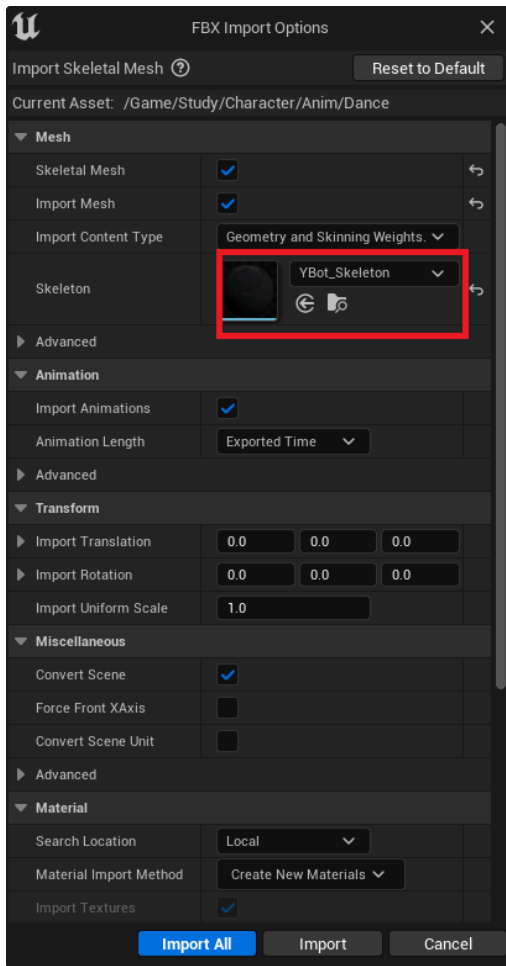 FBX Import Options
Import Skeletal Mesh ?
Reset to Default
Current Asset: /Game/Study/Character/Anim/Dance
Mesh
Skeletal Mesh
Import Mesh
Import Content Type Geometry and Skinning Weights.
Skeleton YBot_Skeleton
Advanced
Animation
Import Animations
Animation Length Exported Time
Advanced
Transform
Import Translation 0.0 0.0 0.0
Import Rotation 0.0 0.0 0.0
Import Uniform Scale 1.0
Miscellaneous
Convert Scene
Force Front XAxis
Convert Scene Unit
Advanced
Material
Search Location Local
Material Import Method Create New Materials
Import Textures
Import All Import Cancel